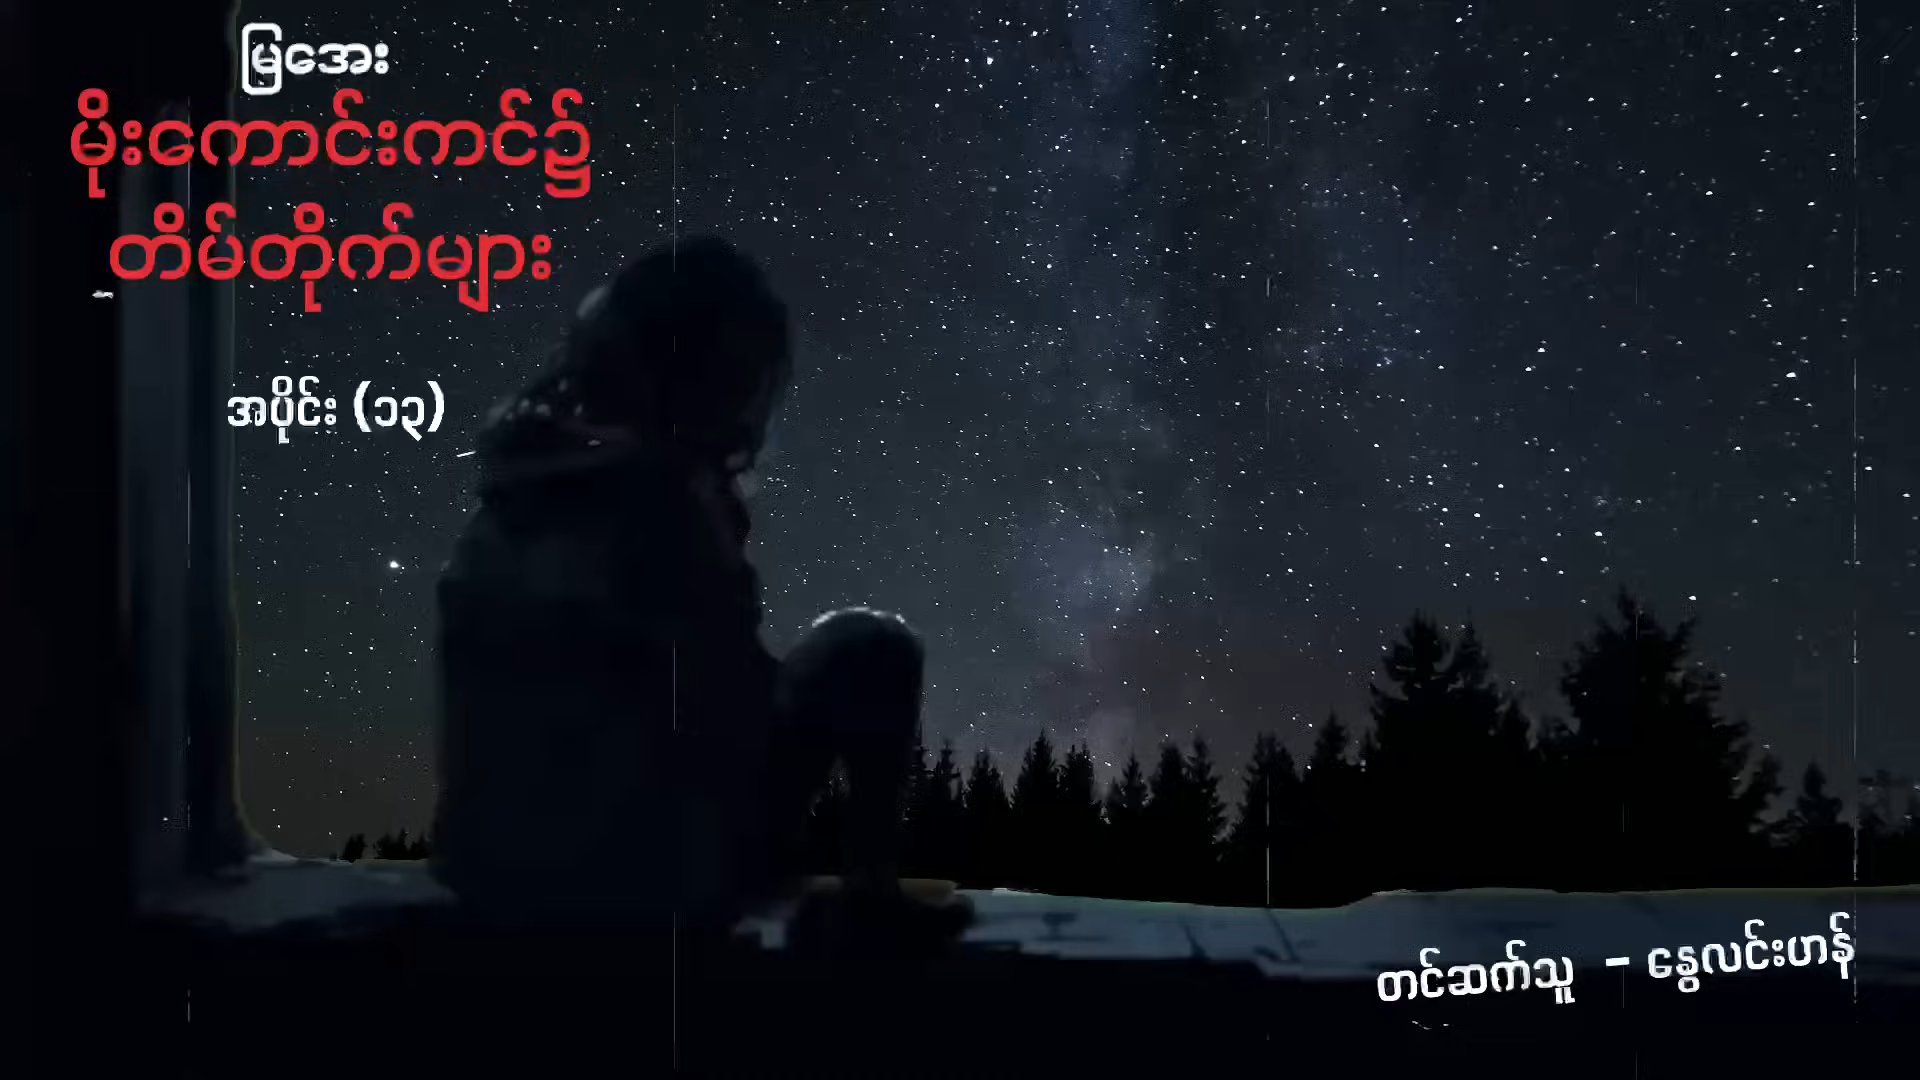 မြအေး
မိုးကောင်းကင်၌
တိမ်တိုက်များ
အပိုင်း (၁၃)
တင်ဆက်သူ - နွေလင်းဟန်